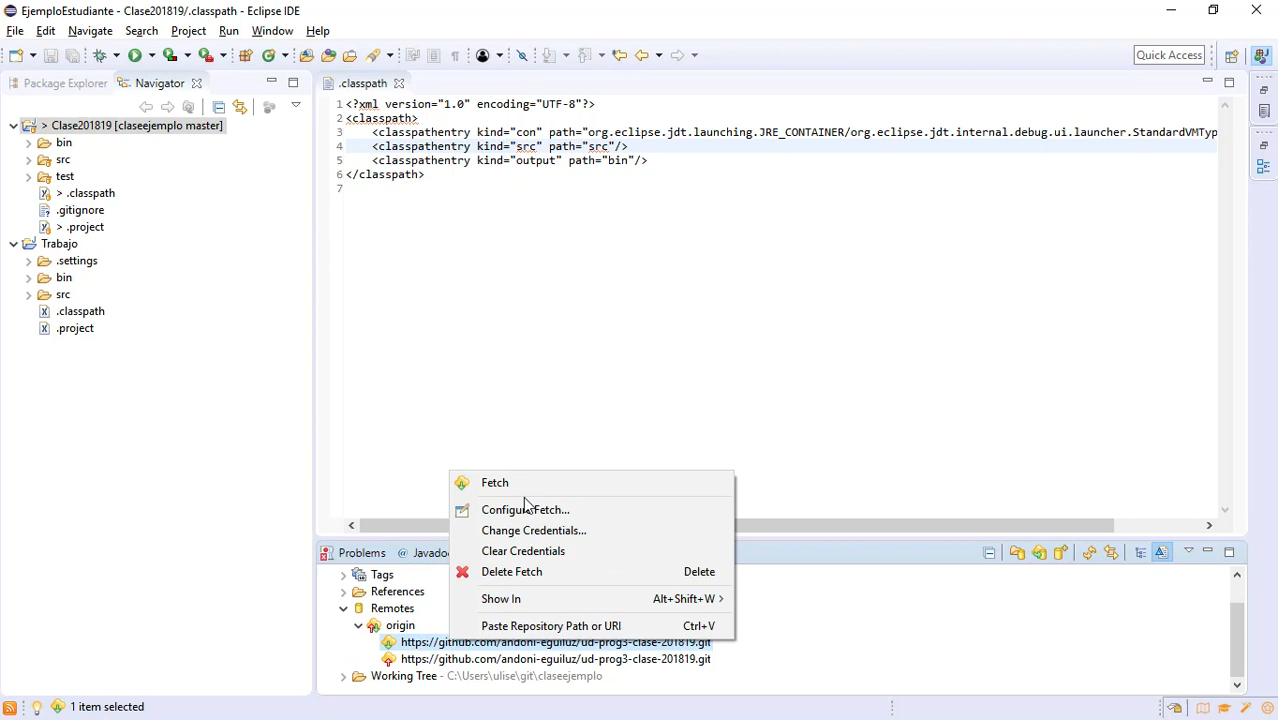 EjemploEstudiante - Clase201819/.classpath - Eclipse IDE
File Edit Navigate Search Project Run Window Help
Quick Access
Package Explorer Navigator
.classpath
> Clase201819 [claseejemplo master]
bin
src
test
> .classpath
.gitignore
> .project
Trabajo
.settings
bin
src
.classpath
.project
1 <?xml version="1.0" encoding="UTF-8"?>
2 <classpath>
3 <classpathentry kind="con" path="org.eclipse.jdt.launching.JRE_CONTAINER/org.eclipse.jdt.internal.debug.ui.launcher.StandardVMTyp
4 <classpathentry kind="src" path="src"/>
5 <classpathentry kind="output" path="bin"/>
6 </classpath>
7
Fetch
Configure Fetch...
Change Credentials...
Clear Credentials
Delete Fetch Delete
Show In Alt+Shift+W
Paste Repository Path or URI Ctrl+V
Problems @ Javadoc
Tags
References
Remotes
origin
https://github.com/andoni-eguiluz/ud-prog3-clase-201819.git
https://github.com/andoni-eguiluz/ud-prog3-clase-201819.git
Working Tree - C:\Users\ulise\git\claseejemplo
1 item selected